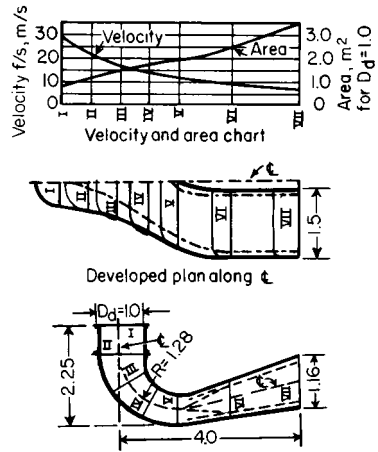 Velocity f/s, m/s
30
20
10
0
Velocity
Area
3.0
2.0
1.0
0
Area, m²
for Dd=1.0
I II III IV V VI VII
Velocity and area chart
℄
I II III IV V VI VII
1.5
Developed plan along ℄
Dd=1.0
I
II
℄
III
R=1.28
IV
V
VI
℄
VII
2.25
1.16
4.0